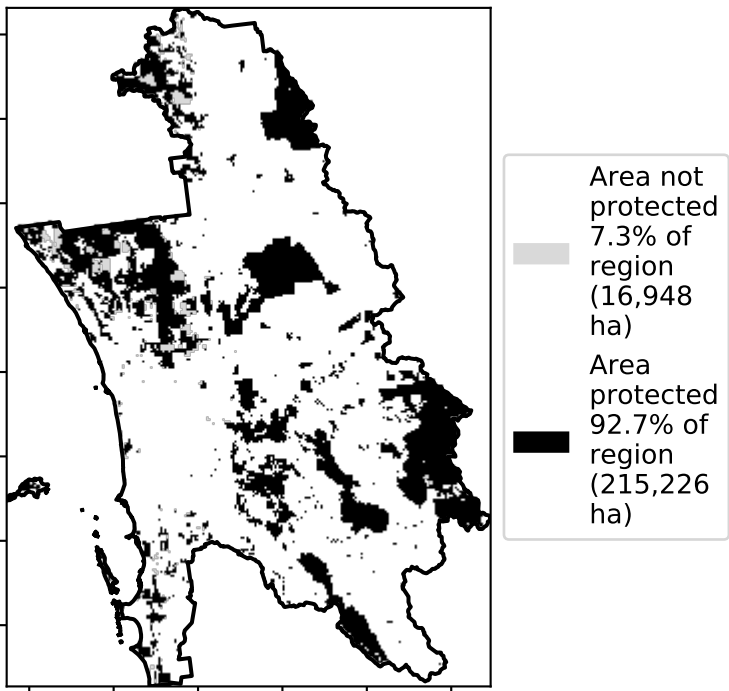 Area not
protected
7.3% of
region
(16,948
ha)
Area
protected
92.7% of
region
(215,226
ha)